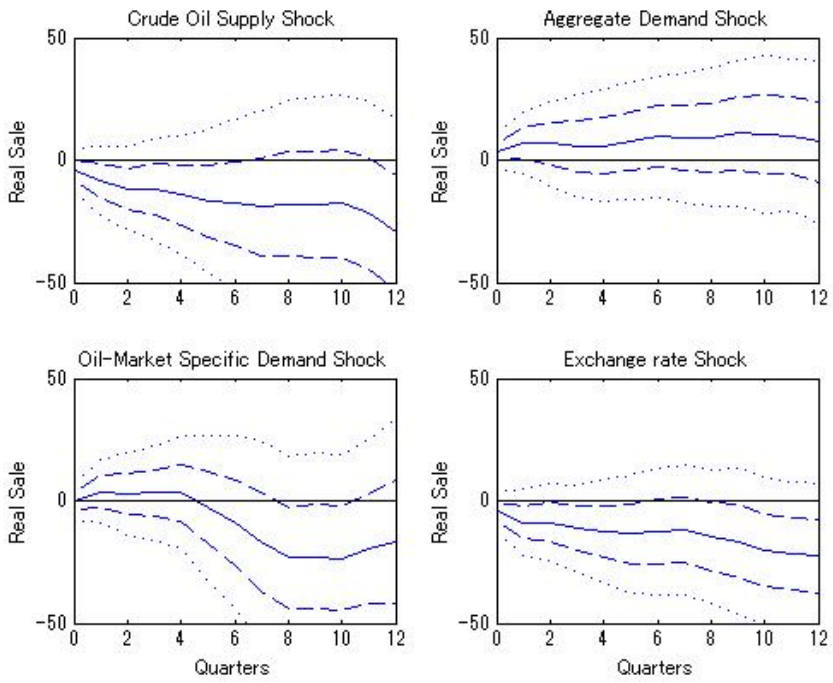 Crude Oil Supply Shock
Aggregate Demand Shock
50
0
-50
Real Sale
0 2 4 6 8 10 12
50
0
-50
Real Sale
0 2 4 6 8 10 12
Oil-Market Specific Demand Shock
Exchange rate Shock
50
0
-50
Real Sale
0 2 4 6 8 10 12
Quarters
50
0
-50
Real Sale
0 2 4 6 8 10 12
Quarters